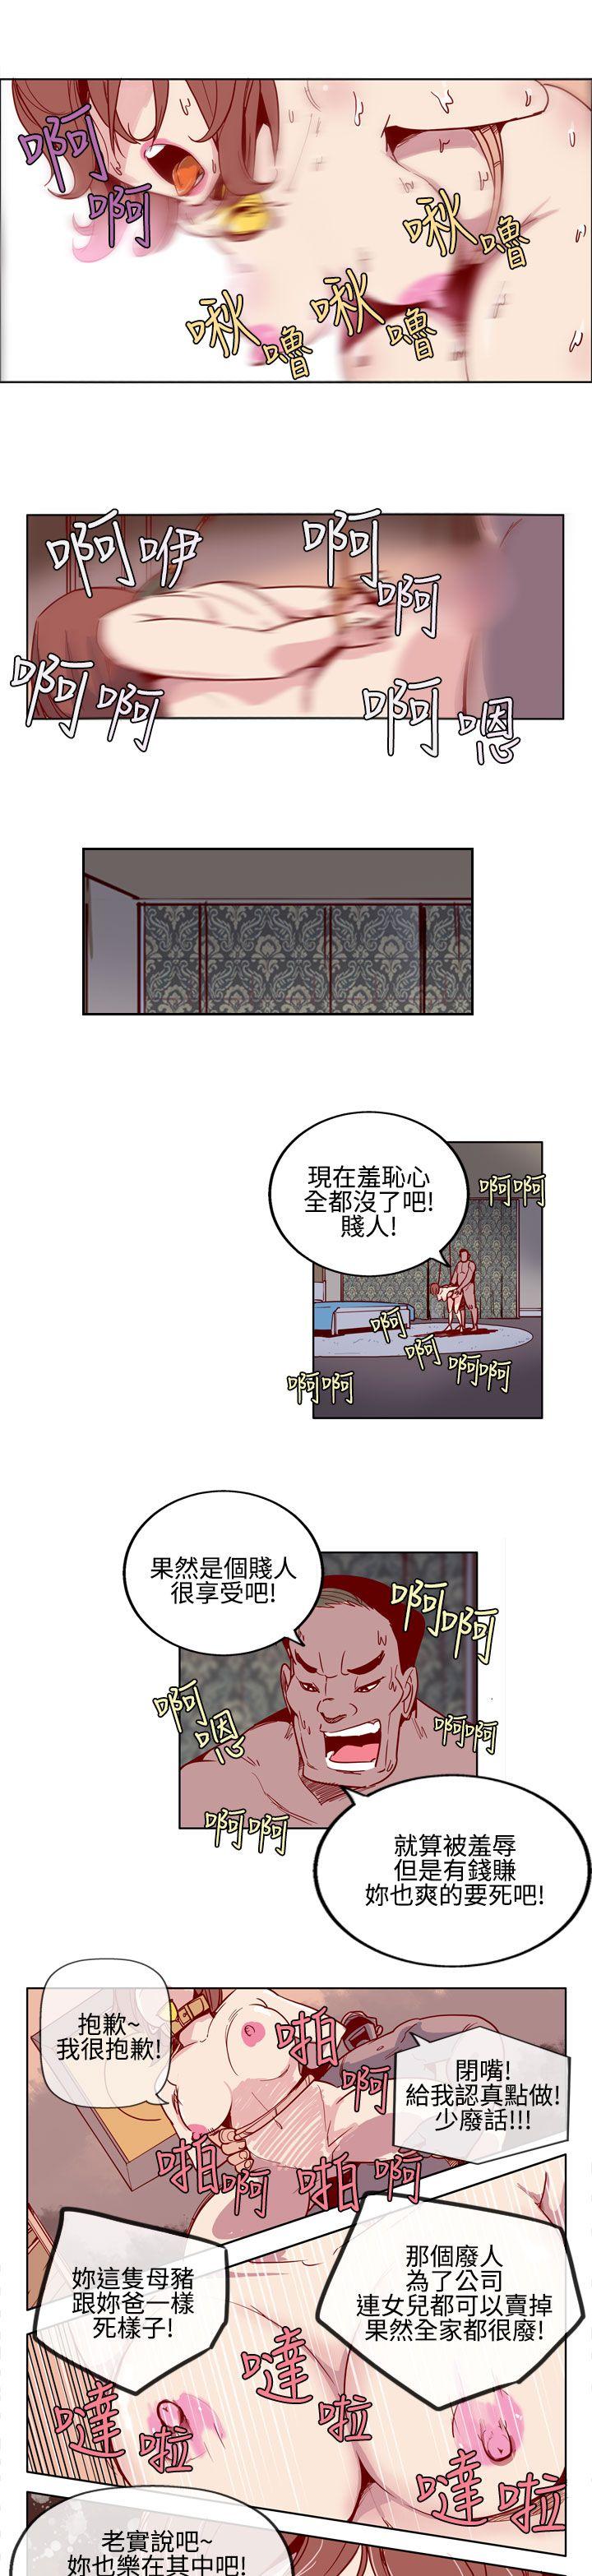 啊
啊
啾
嚕
啾
嚕
啾
嚕
啊
咿
啊
啊
啊
啊
啊
嗯
現在羞恥心
全都沒了吧!
賤人!
啊啊
啊
啊
啊啊
啊啊
果然是個賤人
很享受吧!
啊啊
啊
嗯
啊啊
啊啊
就算被羞辱
但是有錢賺
妳也爽的要死吧!
抱歉~
我很抱歉!
啪
啊
閉嘴!
給我認真點做!
少廢話!!!
啪
啊
啪
啊
妳這隻母豬
跟妳爸一樣
死樣子!
那個廢人
為了公司
連女兒都可以賣掉
果然全家都很廢!
噠
啦
噠
啦
噠
啦
老實說吧~
妳也樂在其中吧!